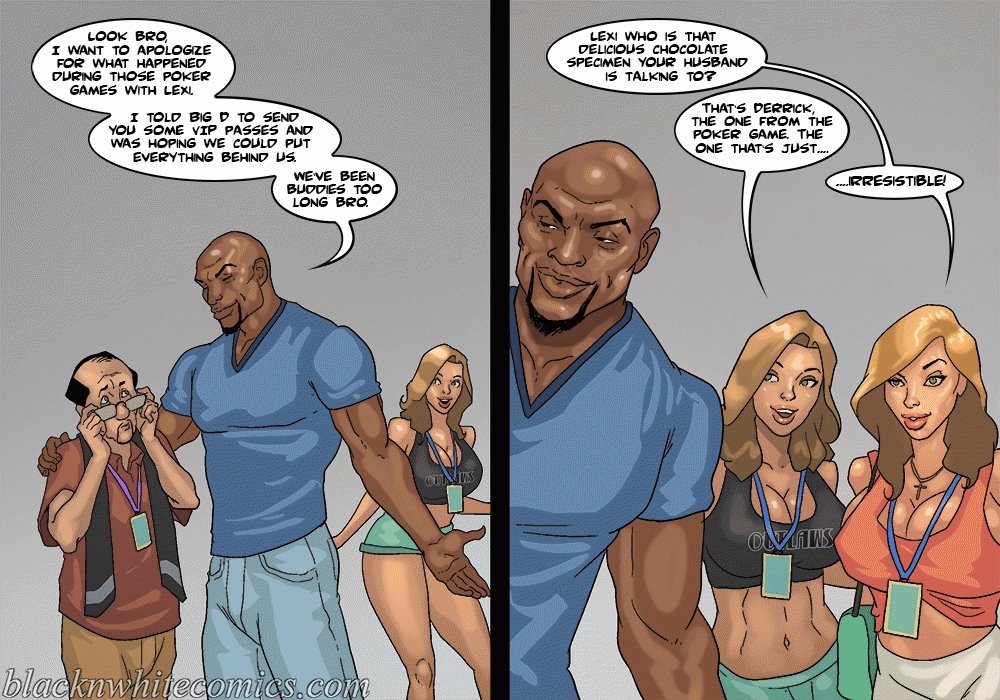 LOOK BRO,
I WANT TO APOLOGIZE
FOR WHAT HAPPENED
DURING THOSE POKER
GAMES WITH LEXI.
I TOLD BIG D TO SEND
YOU SOME VIP PASSES AND
WAS HOPING WE COULD PUT
EVERYTHING BEHIND US.
WE'VE BEEN
BUDDIES TOO
LONG BRO.
OUTLAWS
LEXI WHO IS THAT
DELICIOUS CHOCOLATE
SPECIMEN YOUR HUSBAND
IS TALKING TO?
THAT'S DERRICK,
THE ONE FROM THE
POKER GAME. THE
ONE THAT'S JUST....
....IRRESISTIBLE!
OUTLAWS
blacknwhitecomics.com